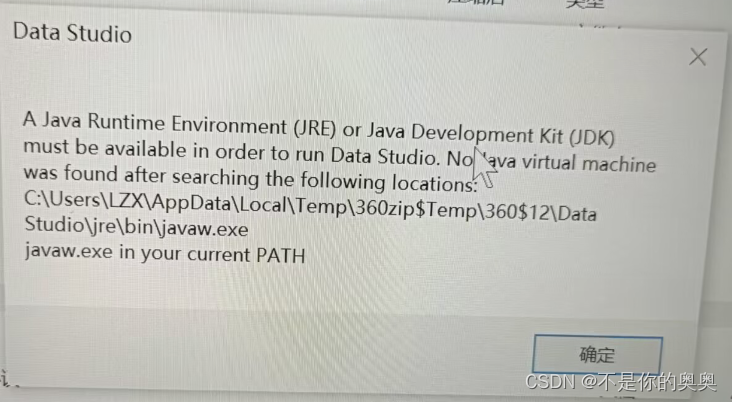 类型
Data Studio
A Java Runtime Environment (JRE) or Java Development Kit (JDK)
must be available in order to run Data Studio. No Java virtual machine
was found after searching the following locations:
C:\Users\LZX\AppData\Local\Temp\360zip$Temp\360$12\Data
Studio\jre\bin\javaw.exe
javaw.exe in your current PATH
确定
CSDN @不是你的奥奥